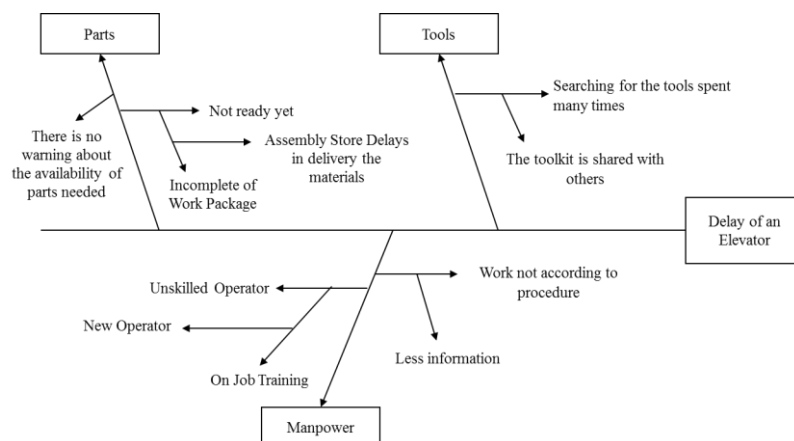 Parts
Tools
Not ready yet
There is no
warning about
the availability of
parts needed
Assembly Store Delays
in delivery the
materials
Incomplete of
Work Package
Searching for the tools spent
many times
The toolkit is shared with
others
Delay of an
Elevator
Unskilled Operator
New Operator
On Job Training
Work not according to
procedure
Less information
Manpower